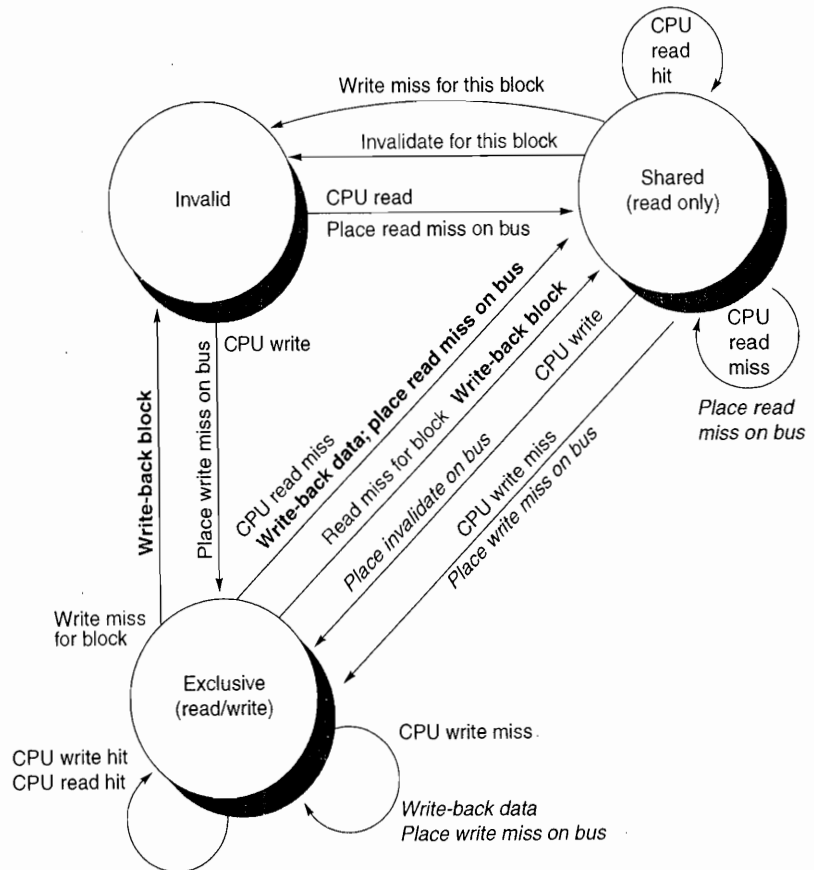 CPU
read
hit
Write miss for this block
Invalidate for this block
Invalid
Shared
(read only)
CPU read
Place read miss on bus
CPU write
Place write miss on bus
Write-back block
CPU read miss
Write-back data; place read miss on bus
Read miss for block Write-back block
CPU write
Place invalidate on bus
CPU write miss
Place write miss on bus
CPU
read
miss
Place read
miss on bus
Write miss
for block
Exclusive
(read/write)
CPU write hit
CPU read hit
CPU write miss
Write-back data
Place write miss on bus